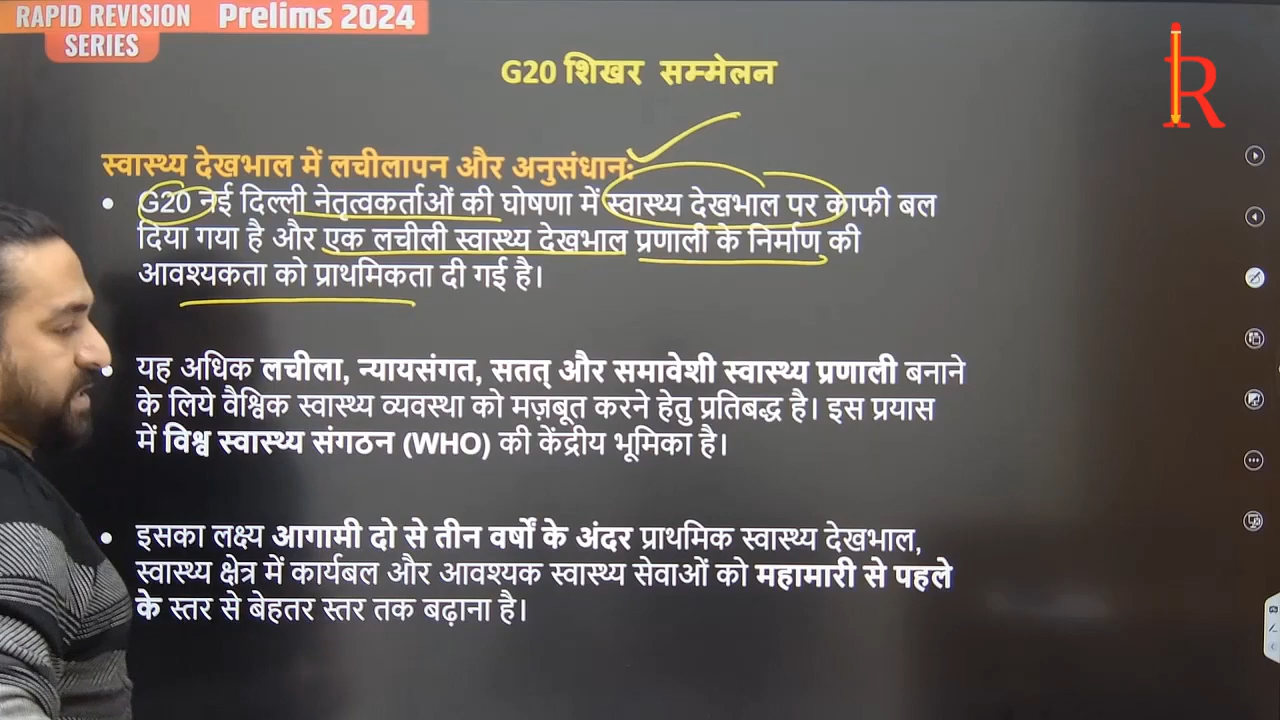 RAPID REVISION Prelims 2024
SERIES
R
G20 शिखर सम्मेलन
स्वास्थ्य देखभाल में लचीलापन और अनुसंधान:
• G20 नई दिल्ली नेतृत्वकर्ताओं की घोषणा में स्वास्थ्य देखभाल पर काफी बल
दिया गया है और एक लचीली स्वास्थ्य देखभाल प्रणाली के निर्माण की
आवश्यकता को प्राथमिकता दी गई है।
• यह अधिक लचीला, न्यायसंगत, सतत् और समावेशी स्वास्थ्य प्रणाली बनाने
के लिये वैश्विक स्वास्थ्य व्यवस्था को मज़बूत करने हेतु प्रतिबद्ध है। इस प्रयास
में विश्व स्वास्थ्य संगठन (WHO) की केंद्रीय भूमिका है।
• इसका लक्ष्य आगामी दो से तीन वर्षों के अंदर प्राथमिक स्वास्थ्य देखभाल,
स्वास्थ्य क्षेत्र में कार्यबल और आवश्यक स्वास्थ्य सेवाओं को महामारी से पहले
के स्तर से बेहतर स्तर तक बढ़ाना है।